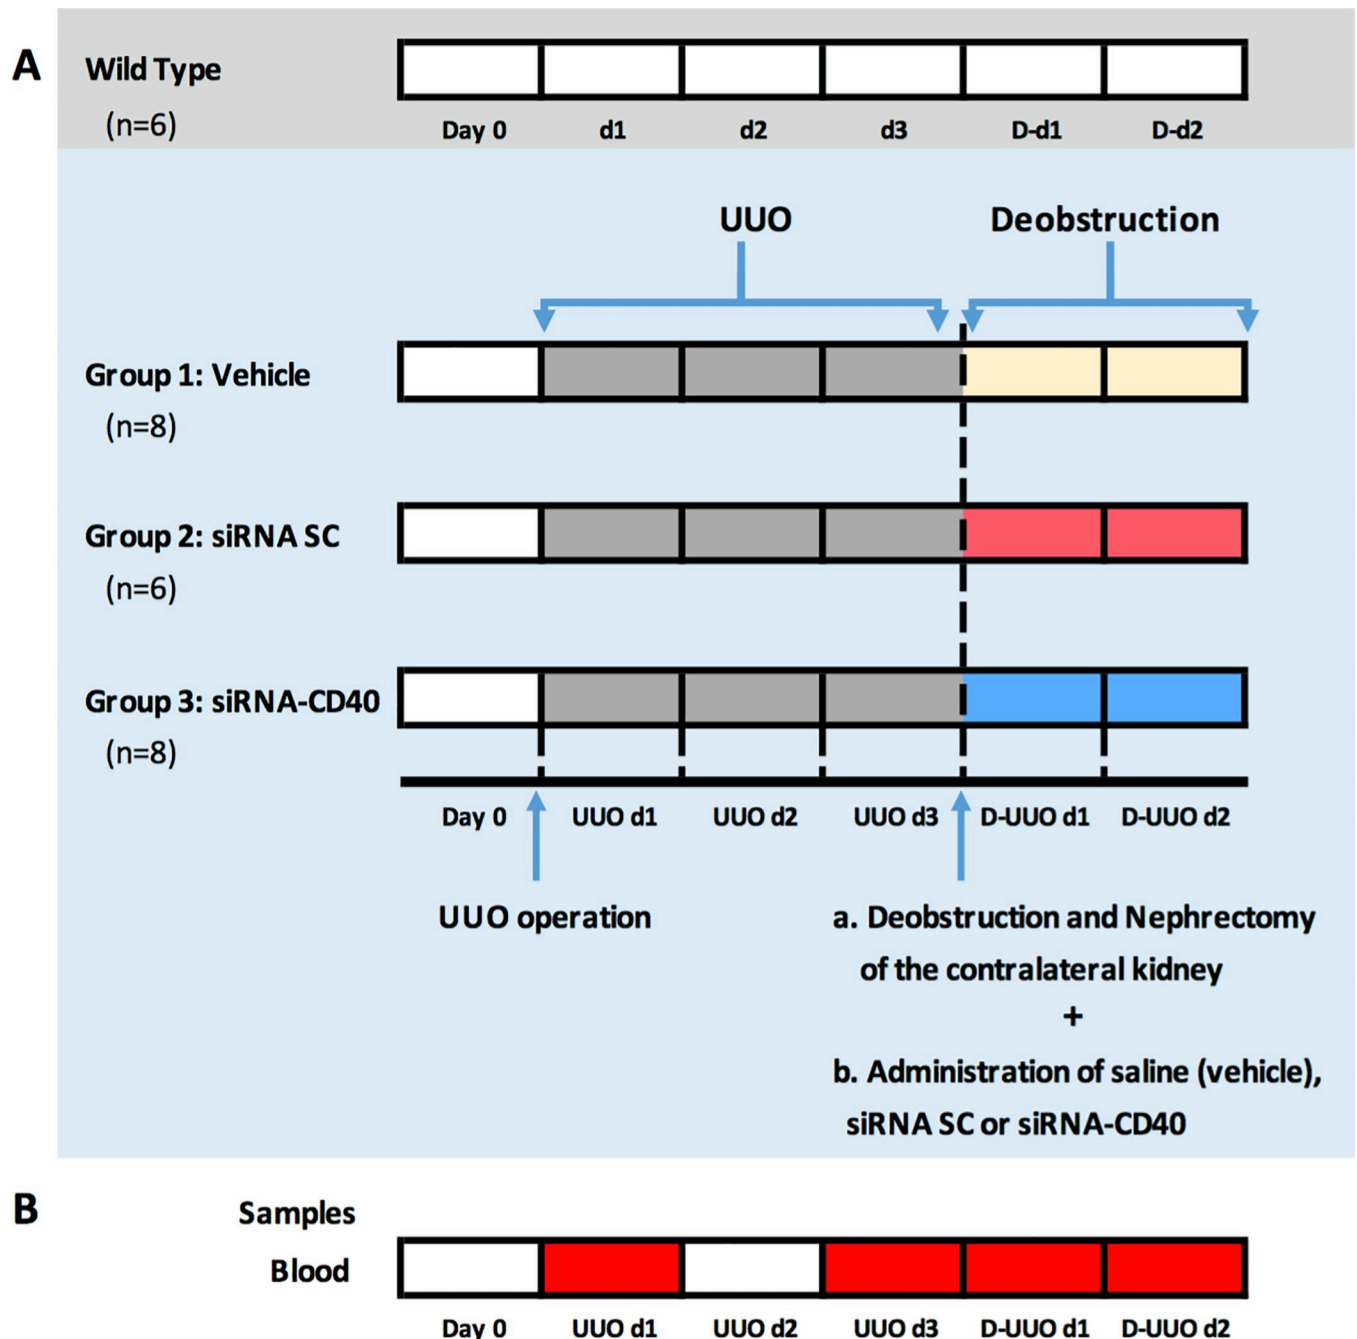 A
Wild Type
(n=6)
Day 0 d1 d2 d3 D-d1 D-d2
UUO Deobstruction
Group 1: Vehicle
(n=8)
Group 2: siRNA SC
(n=6)
Group 3: siRNA-CD40
(n=8)
Day 0 UUO d1 UUO d2 UUO d3 D-UUO d1 D-UUO d2
UUO operation
a. Deobstruction and Nephrectomy
of the contralateral kidney
+
b. Administration of saline (vehicle),
siRNA SC or siRNA-CD40
B
Samples
Blood
Day 0 UUO d1 UUO d2 UUO d3 D-UUO d1 D-UUO d2